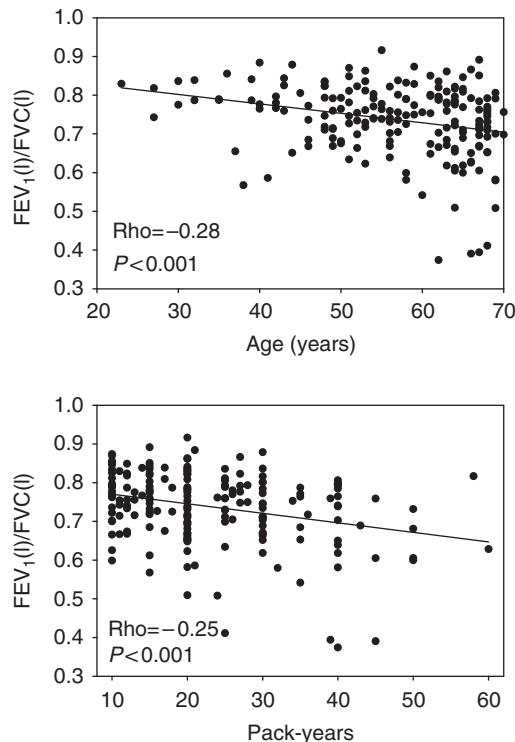 1.0
0.9
0.8
0.7
0.6
0.5
0.4
0.3
FEV₁(l)/FVC(l)
Rho=−0.28
P<0.001
20 30 40 50 60 70
Age (years)
1.0
0.9
0.8
0.7
0.6
0.5
0.4
0.3
FEV₁(l)/FVC(l)
Rho=−0.25
P<0.001
10 20 30 40 50 60
Pack-years